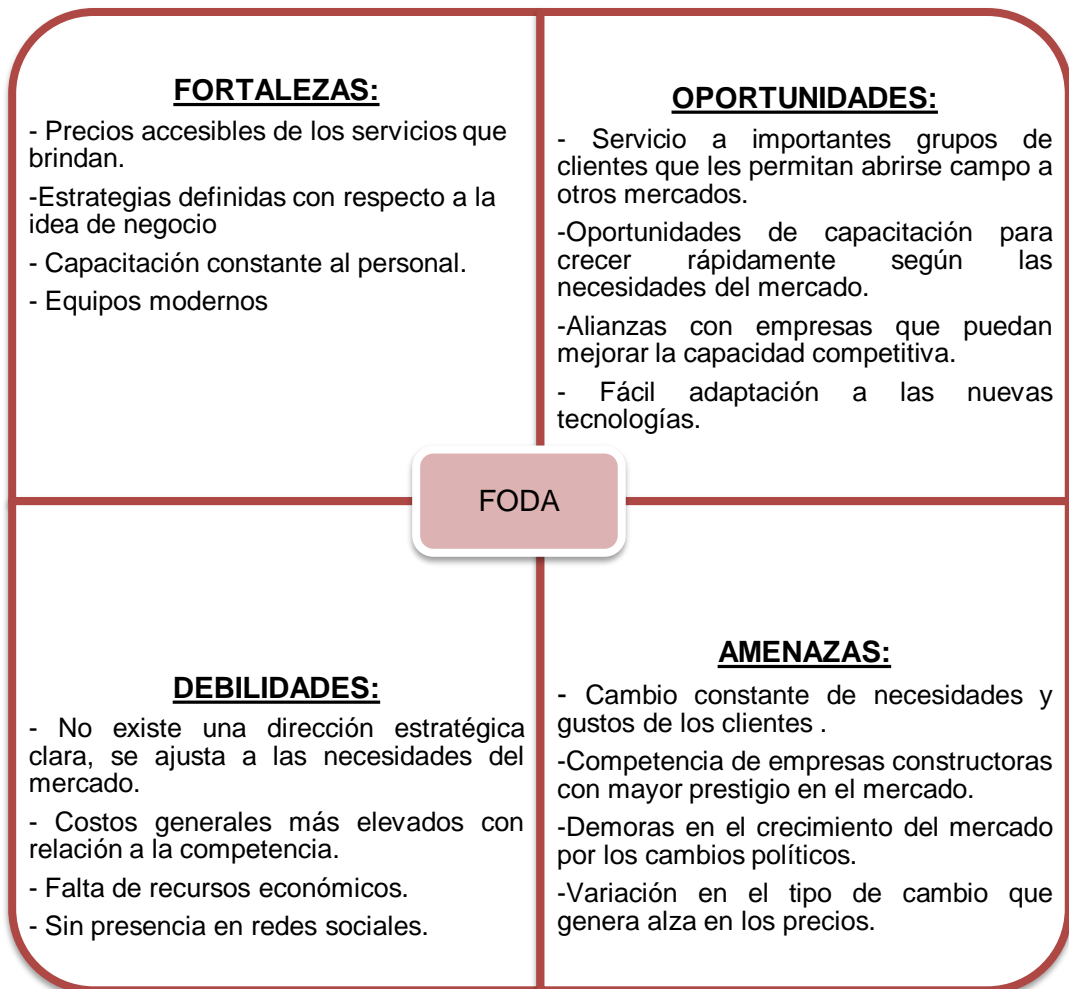 FORTALEZAS:
- Precios accesibles de los servicios que
brindan.
-Estrategias definidas con respecto a la
idea de negocio
- Capacitación constante al personal.
- Equipos modernos
OPORTUNIDADES:
- Servicio a importantes grupos de
clientes que les permitan abrirse campo a
otros mercados.
-Oportunidades de capacitación para
crecer rápidamente según las
necesidades del mercado.
-Alianzas con empresas que puedan
mejorar la capacidad competitiva.
- Fácil adaptación a las nuevas
tecnologías.
FODA
DEBILIDADES:
- No existe una dirección estratégica
clara, se ajusta a las necesidades del
mercado.
- Costos generales más elevados con
relación a la competencia.
- Falta de recursos económicos.
- Sin presencia en redes sociales.
AMENAZAS:
- Cambio constante de necesidades y
gustos de los clientes .
-Competencia de empresas constructoras
con mayor prestigio en el mercado.
-Demoras en el crecimiento del mercado
por los cambios políticos.
-Variación en el tipo de cambio que
genera alza en los precios.